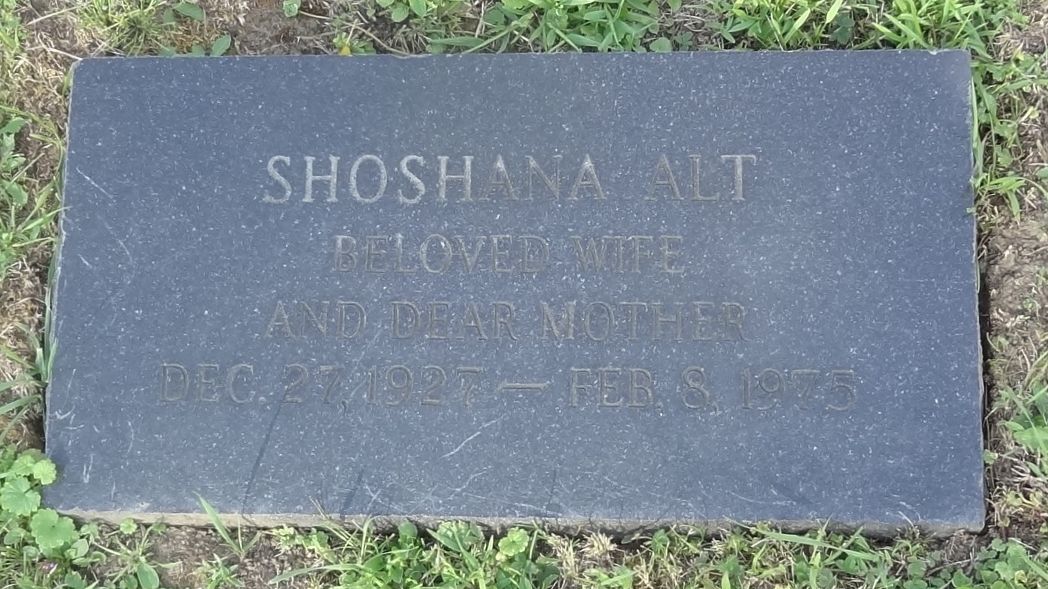 SHOSHANA ALT
BELOVED WIFE
AND DEAR MOTHER
DEC. 27, 1927 — FEB. 8, 1975